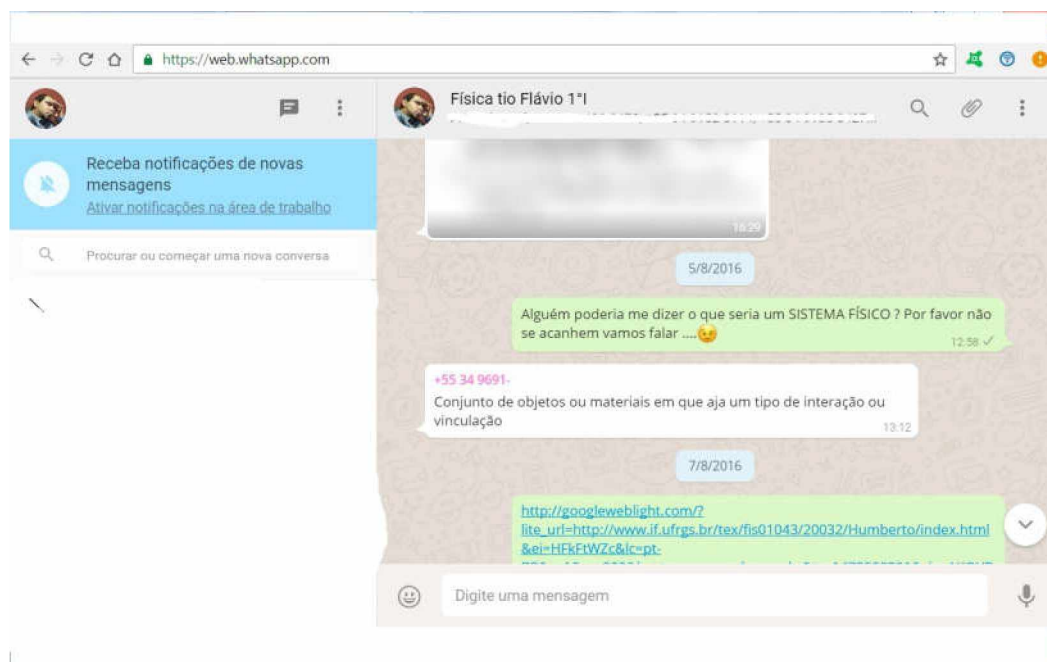 https://web.whatsapp.com
Física tio Flávio 1°I
Receba notificações de novas
mensagens
Ativar notificações na área de trabalho
Procurar ou começar uma nova conversa
16:29
5/8/2016
Alguém poderia me dizer o que seria um SISTEMA FÍSICO ? Por favor não
se acanhem vamos falar ....
12:58
+55 34 9691-
Conjunto de objetos ou materiais em que aja um tipo de interação ou
vinculação
13:12
7/8/2016
http://googleweblight.com/?
lite_url=http://www.if.ufrgs.br/tex/fis01043/20032/Humberto/index.html
&ei=HFkFtWZc&lc=pt-
Digite uma mensagem